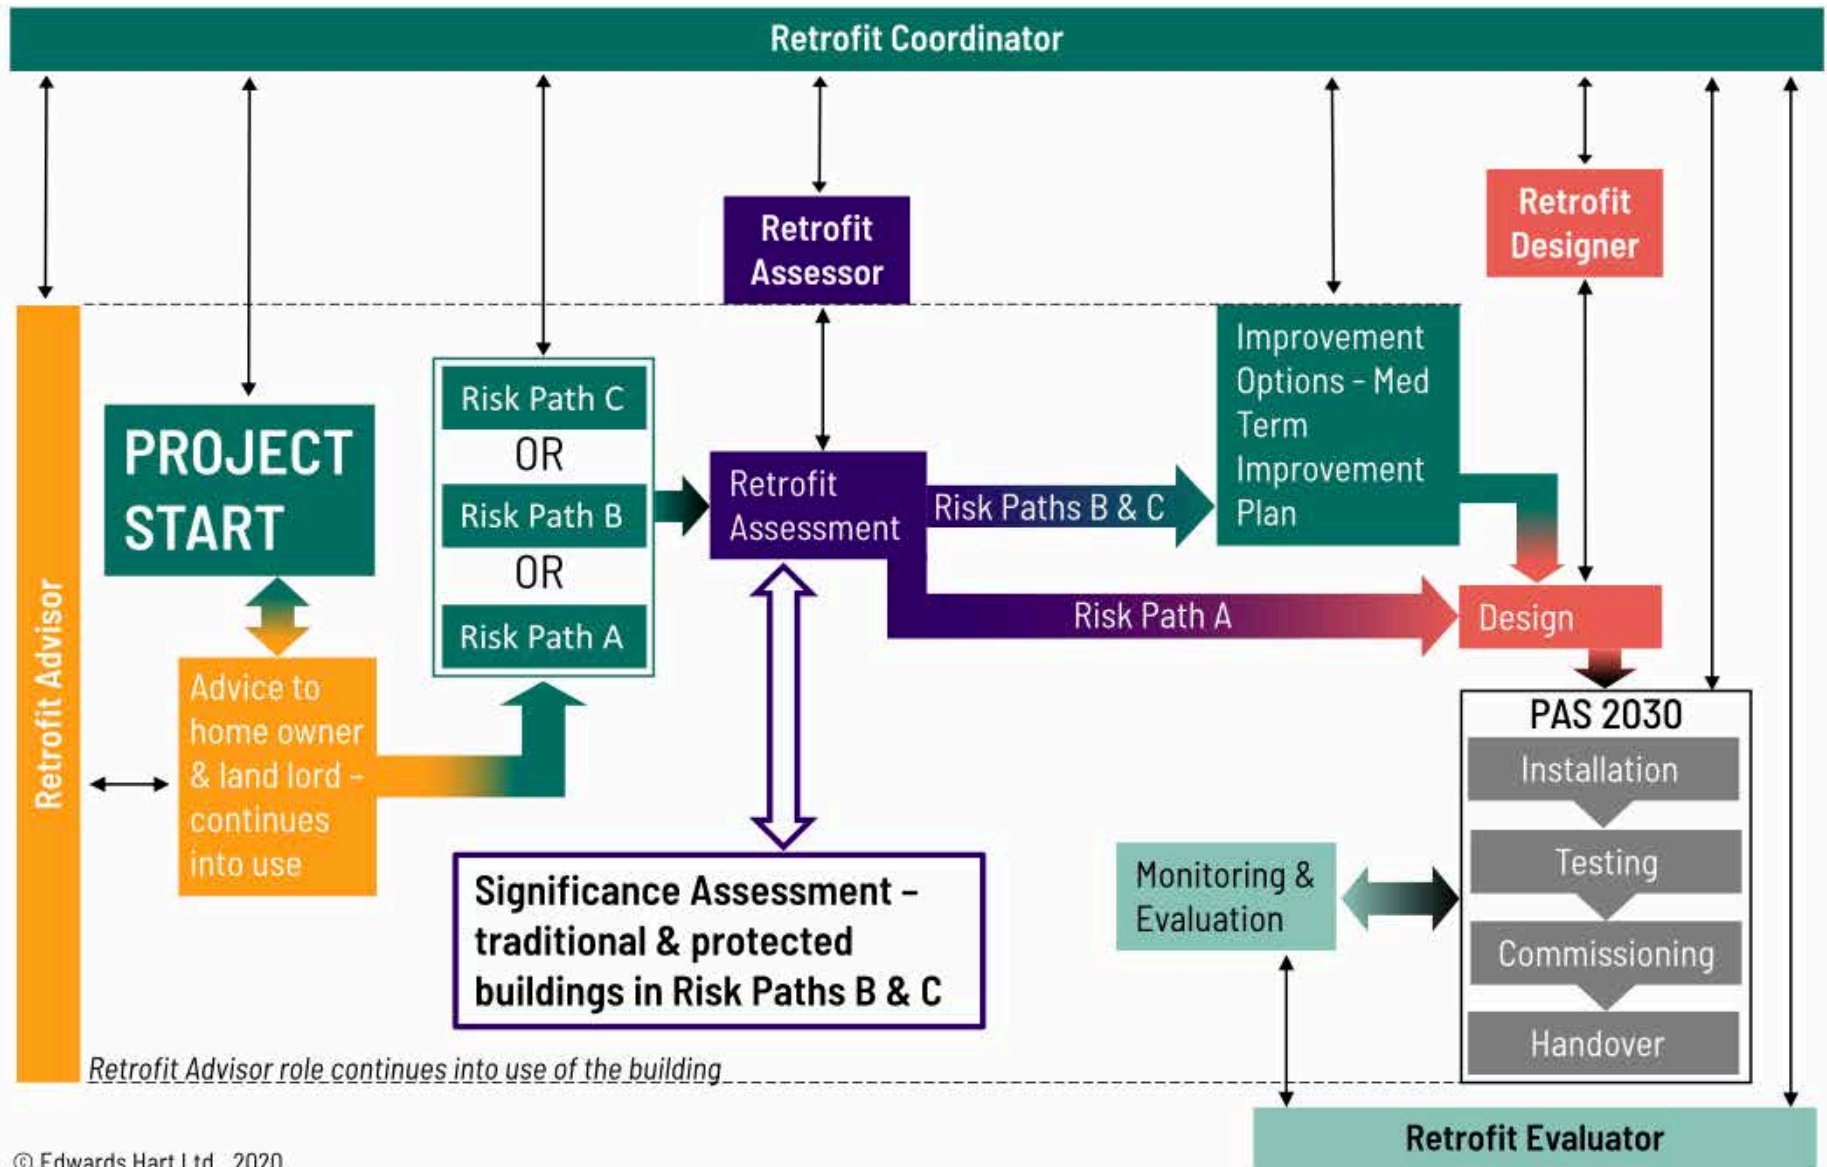 Retrofit Coordinator
Retrofit
Assessor
Retrofit
Designer
Retrofit Advisor
PROJECT
START
Advice to
home owner
& land lord –
continues
into use
Risk Path C
OR
Risk Path B
OR
Risk Path A
Retrofit
Assessment
Risk Paths B & C
Risk Path A
Improvement
Options - Med
Term
Improvement
Plan
Design
Significance Assessment –
traditional & protected
buildings in Risk Paths B & C
PAS 2030
Installation
Testing
Commissioning
Handover
Monitoring &
Evaluation
Retrofit Advisor role continues into use of the building
Retrofit Evaluator
© Edwards Hart Ltd., 2020